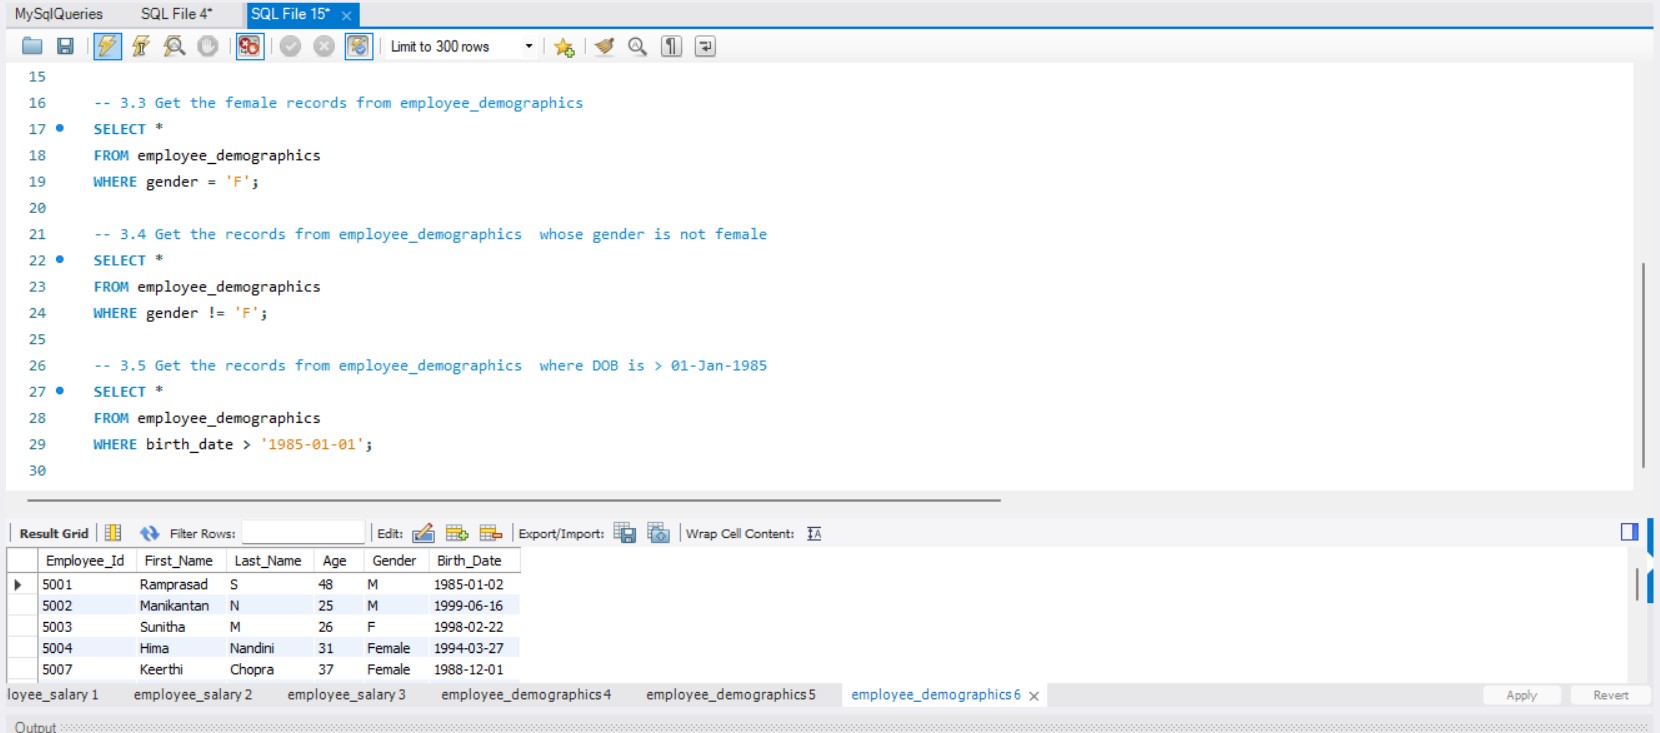 MySqlQueries SQL File 4* SQL File 15*
Limit to 300 rows
15
16 -- 3.3 Get the female records from employee_demographics
17 SELECT *
18 FROM employee_demographics
19 WHERE gender = 'F';
20
21 -- 3.4 Get the records from employee_demographics  whose gender is not female
22 SELECT *
23 FROM employee_demographics
24 WHERE gender != 'F';
25
26 -- 3.5 Get the records from employee_demographics  where DOB is > 01-Jan-1985
27 SELECT *
28 FROM employee_demographics
29 WHERE birth_date > '1985-01-01';
30
Result Grid Filter Rows: Edit: Export/Import: Wrap Cell Content:
Employee_Id First_Name Last_Name Age Gender Birth_Date
5001 Ramprasad S 48 M 1985-01-02
5002 Manikantan N 25 M 1999-06-16
5003 Sunitha M 26 F 1998-02-22
5004 Hima Nandini 31 Female 1994-03-27
5007 Keerthi Chopra 37 Female 1988-12-01
loyee_salary 1 employee_salary 2 employee_salary 3 employee_demographics 4 employee_demographics 5 employee_demographics 6 Apply Revert
Output